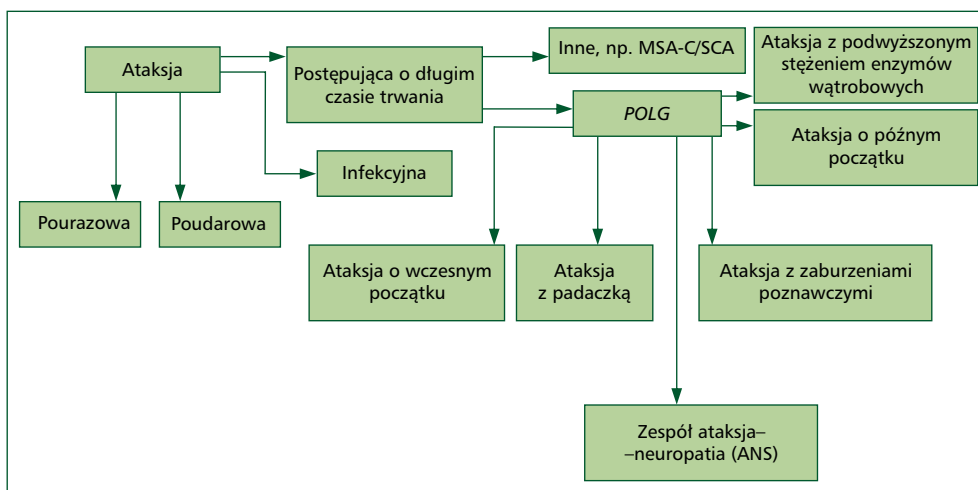 Ataksja
Postępująca o długim
czasie trwania
Inne, np. MSA-C/SCA
Ataksja z podwyższonym
stężeniem enzymów
wątrobowych
POLG
Ataksja o późnym
początku
Infekcyjna
Pourazowa
Poudarowa
Ataksja o wczesnym
początku
Ataksja
z padaczką
Ataksja z zaburzeniami
poznawczymi
Zespół ataksja–
–neuropatia (ANS)